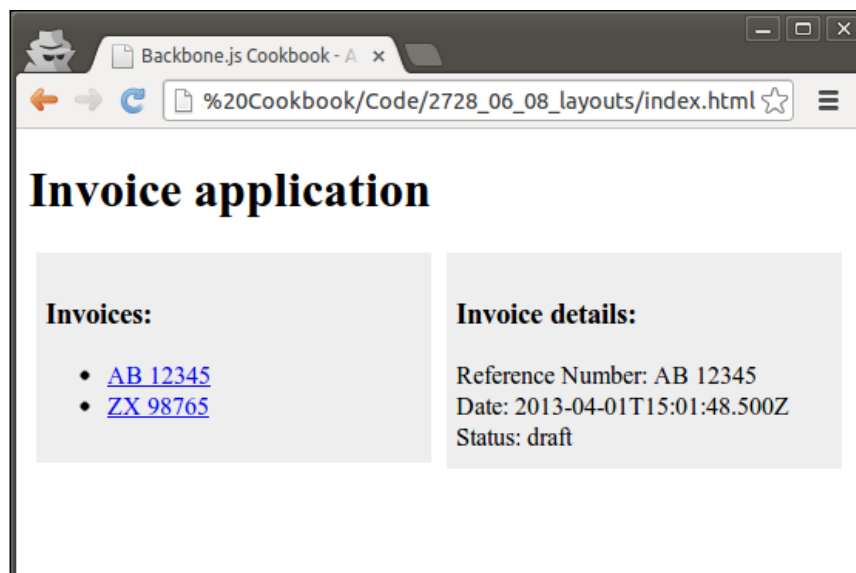 Backbone.js Cookbook - A
%20Cookbook/Code/2728_06_08_layouts/index.html
Invoice application
Invoices:
AB 12345
ZX 98765
Invoice details:
Reference Number: AB 12345
Date: 2013-04-01T15:01:48.500Z
Status: draft